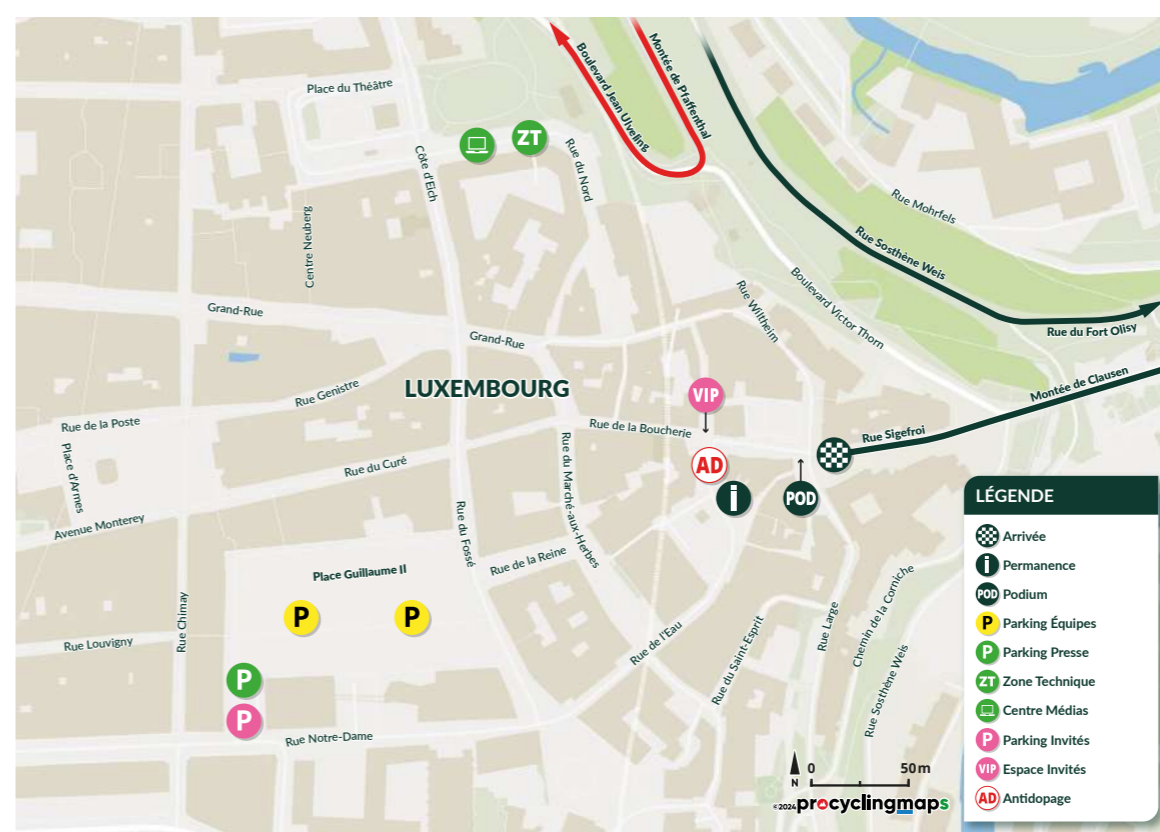 Place du Théâtre
Boulevard Jean Ulveling
Montée de Pfaffenthal
ZT
Rue du Nord
Côte d'Eich
Centre Neuberg
Rue Mohrfels
Rue Sosthène Weis
Boulevard Victor Thorn
Rue Wiltheim
Rue du Fort Olisy
Grand-Rue
Grand-Rue
Montée de Clausen
Rue Genistre
LUXEMBOURG
VIP
Rue de la Poste
Rue de la Boucherie
Rue Sigefroi
Place d'Armes
Rue du Curé
Rue du Marché-aux-Herbes
AD
i
POD
Avenue Monterey
Rue du Fossé
Rue de la Reine
Place Guillaume II
P
P
Rue Chimay
Rue Louvigny
Rue de l'Eau
Rue du Saint-Esprit
Rue Large
Chemin de la Corniche
Rue Sosthène Weis
P
P
Rue Notre-Dame
N
0 50m
©2024 procyclingmaps
LÉGENDE
Arrivée
i Permanence
POD Podium
P Parking Équipes
P Parking Presse
ZT Zone Technique
Centre Médias
P Parking Invités
VIP Espace Invités
AD Antidopage